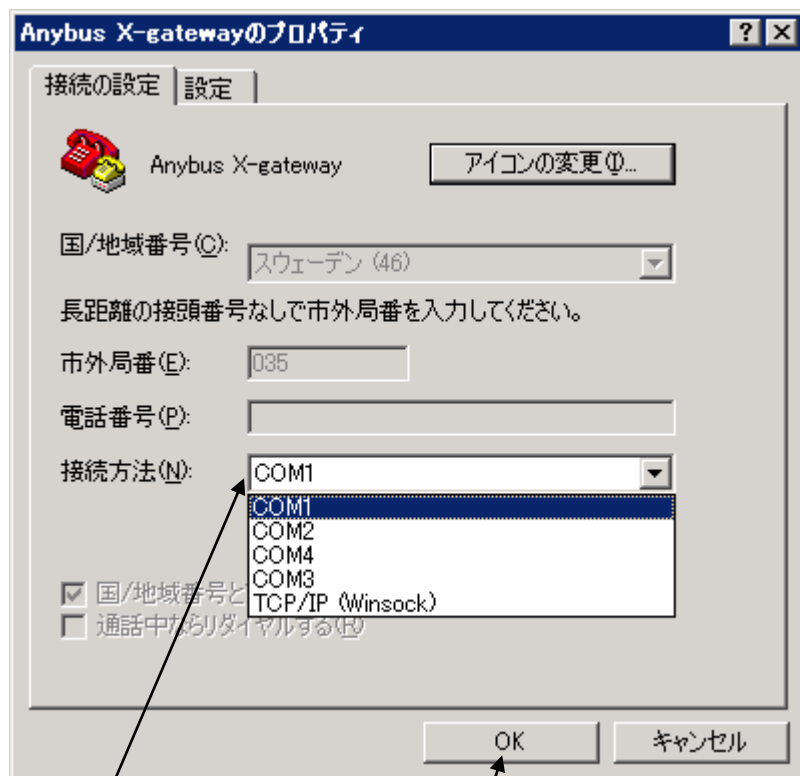 Anybus X-gatewayのプロパティ
接続の設定 設定
Anybus X-gateway アイコンの変更(I)...
国/地域番号(C): スウェーデン (46)
長距離の接頭番号なしで市外局番を入力してください。
市外局番(E): 035
電話番号(P):
接続方法(N): COM1
COM1
COM2
COM4
COM3
TCP/IP (Winsock)
国/地域番号と
通話中ならリダイヤルする(R)
OK キャンセル